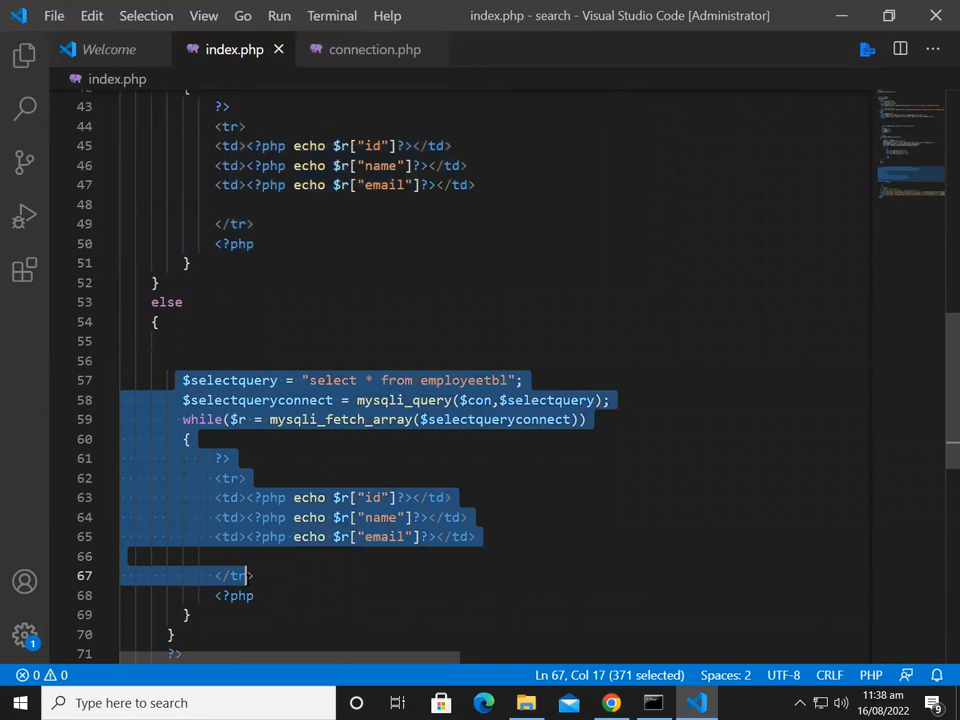 File Edit Selection View Go Run Terminal Help index.php - search - Visual Studio Code [Administrator]
Welcome index.php connection.php
index.php
43 ?>
44 <tr>
45 <td><?php echo $r["id"]?></td>
46 <td><?php echo $r["name"]?></td>
47 <td><?php echo $r["email"]?></td>
48
49 </tr>
50 <?php
51 }
52 }
53 else
54 {
55
56
57 $selectquery = "select * from employeetbl";
58 $selectqueryconnect = mysqli_query($con,$selectquery);
59 while($r = mysqli_fetch_array($selectqueryconnect))
60 {
61 ?>
62 <tr>
63 <td><?php echo $r["id"]?></td>
64 <td><?php echo $r["name"]?></td>
65 <td><?php echo $r["email"]?></td>
66
67 </tr>
68 <?php
69 }
70 }
71 ?>
1
0 0 Ln 67, Col 17 (371 selected) Spaces: 2 UTF-8 CRLF PHP
Type here to search
11:38 am
16/08/2022
9